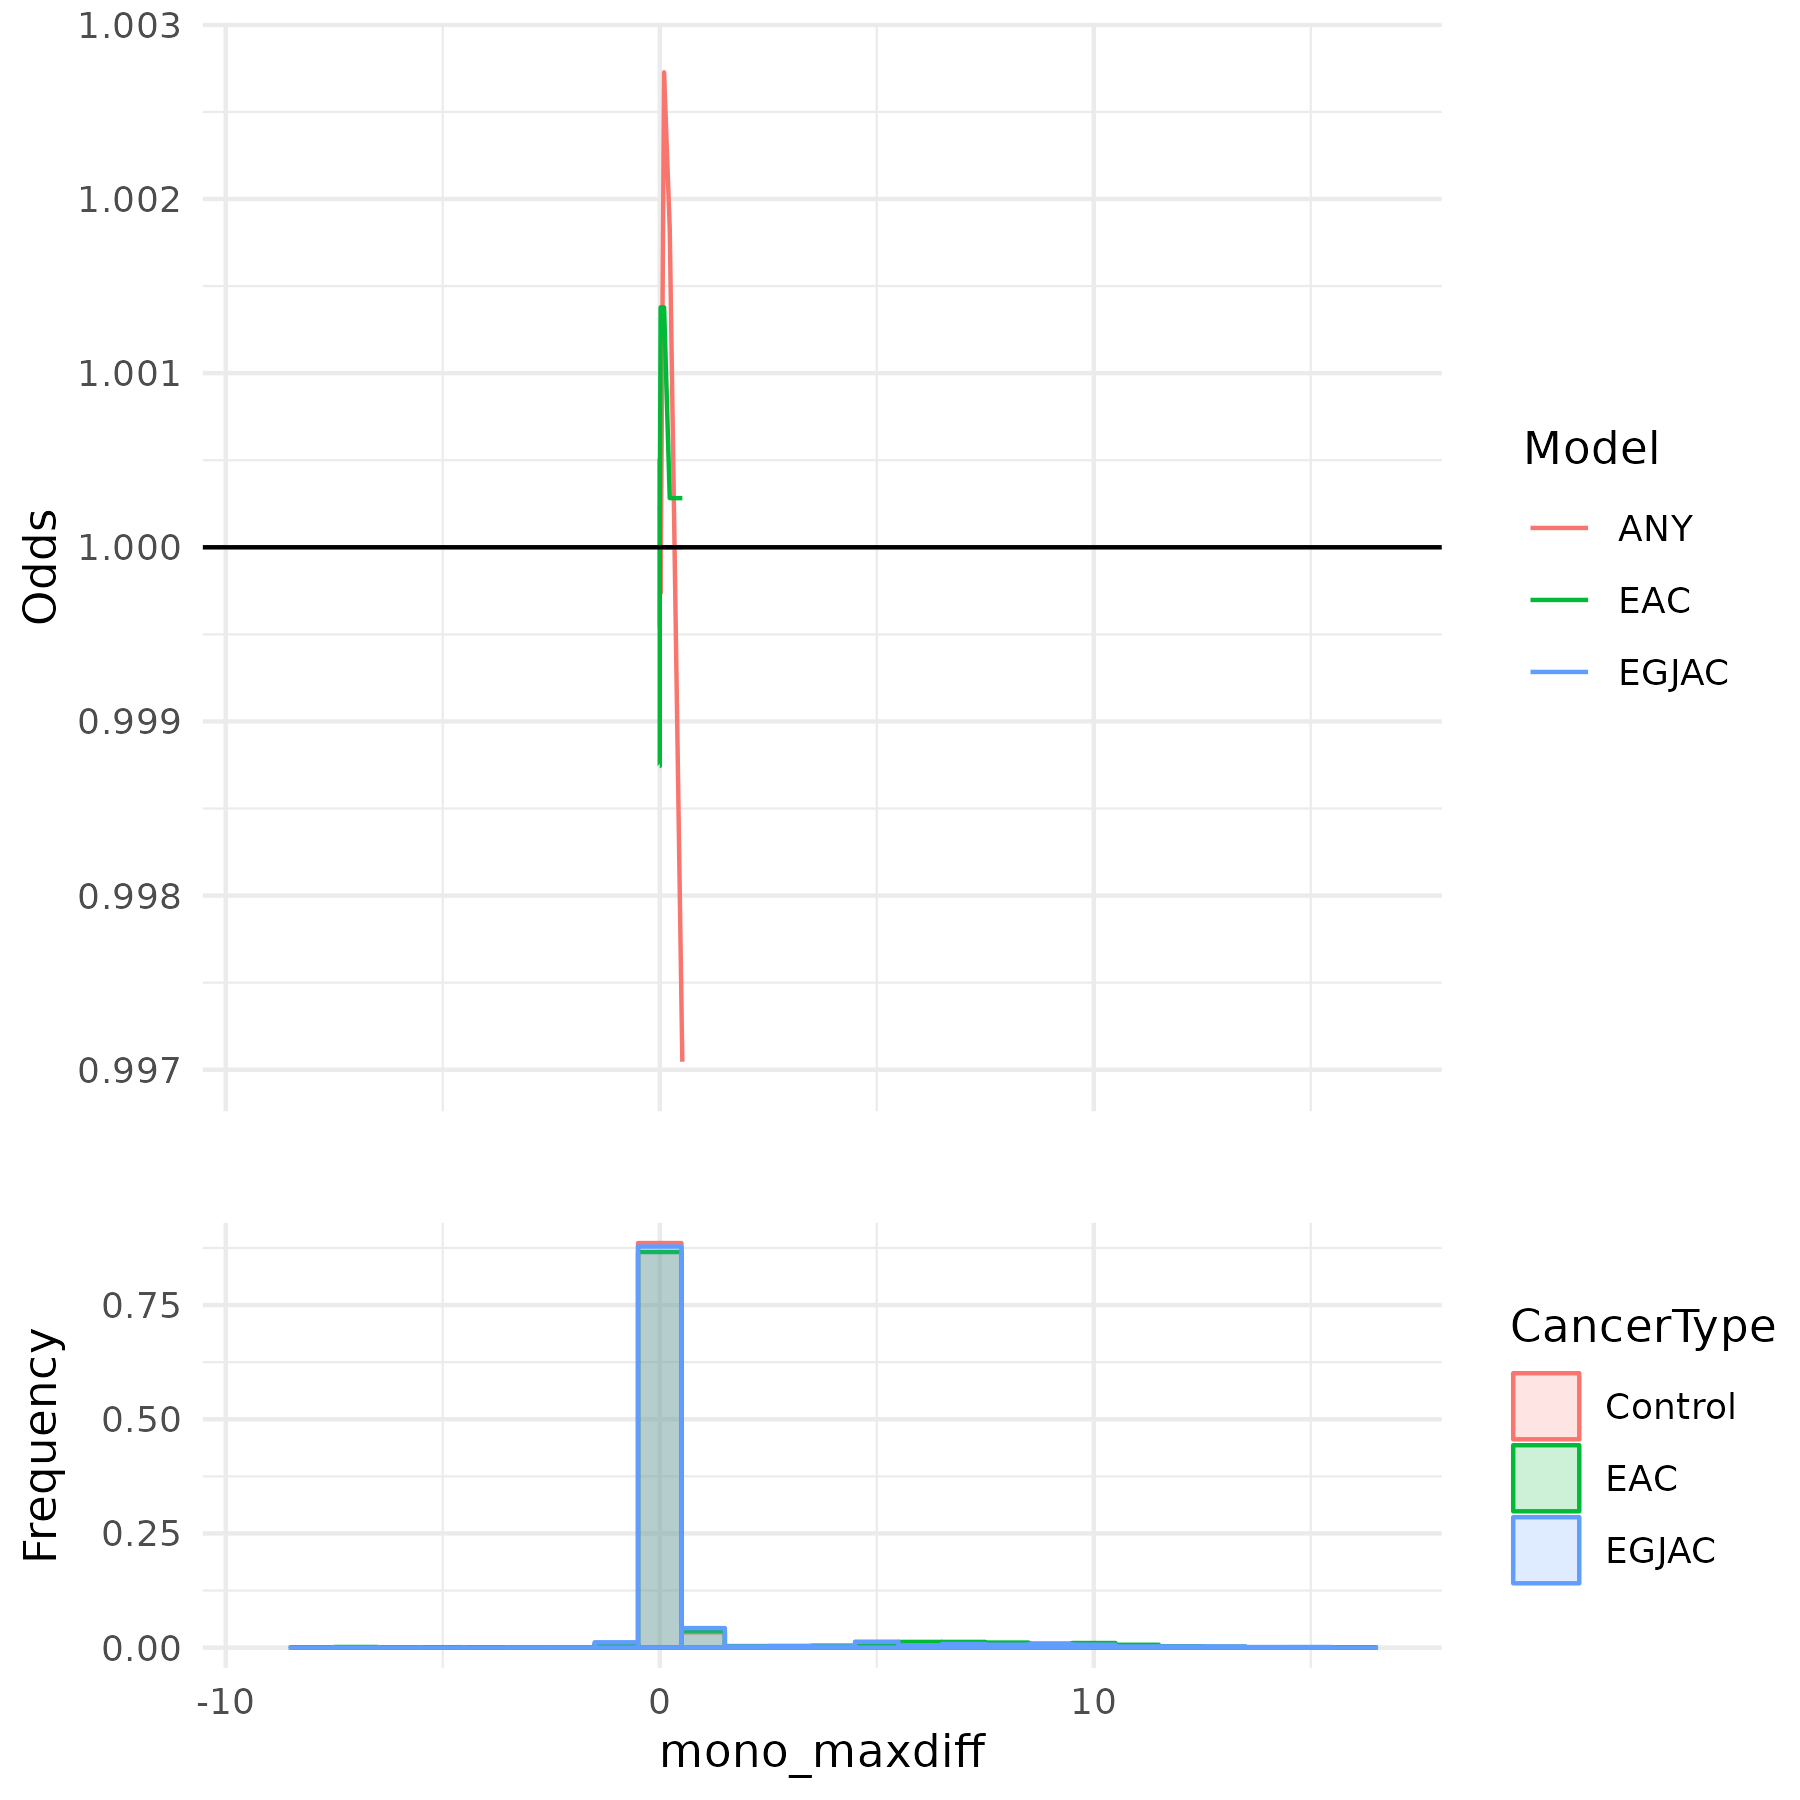 1.003
1.002
1.001
1.000
0.999
0.998
0.997
Odds
Model
ANY
EAC
EGJAC
0.75
0.50
0.25
0.00
Frequency
-10
0
10
mono_maxdiff
CancerType
Control
EAC
EGJAC